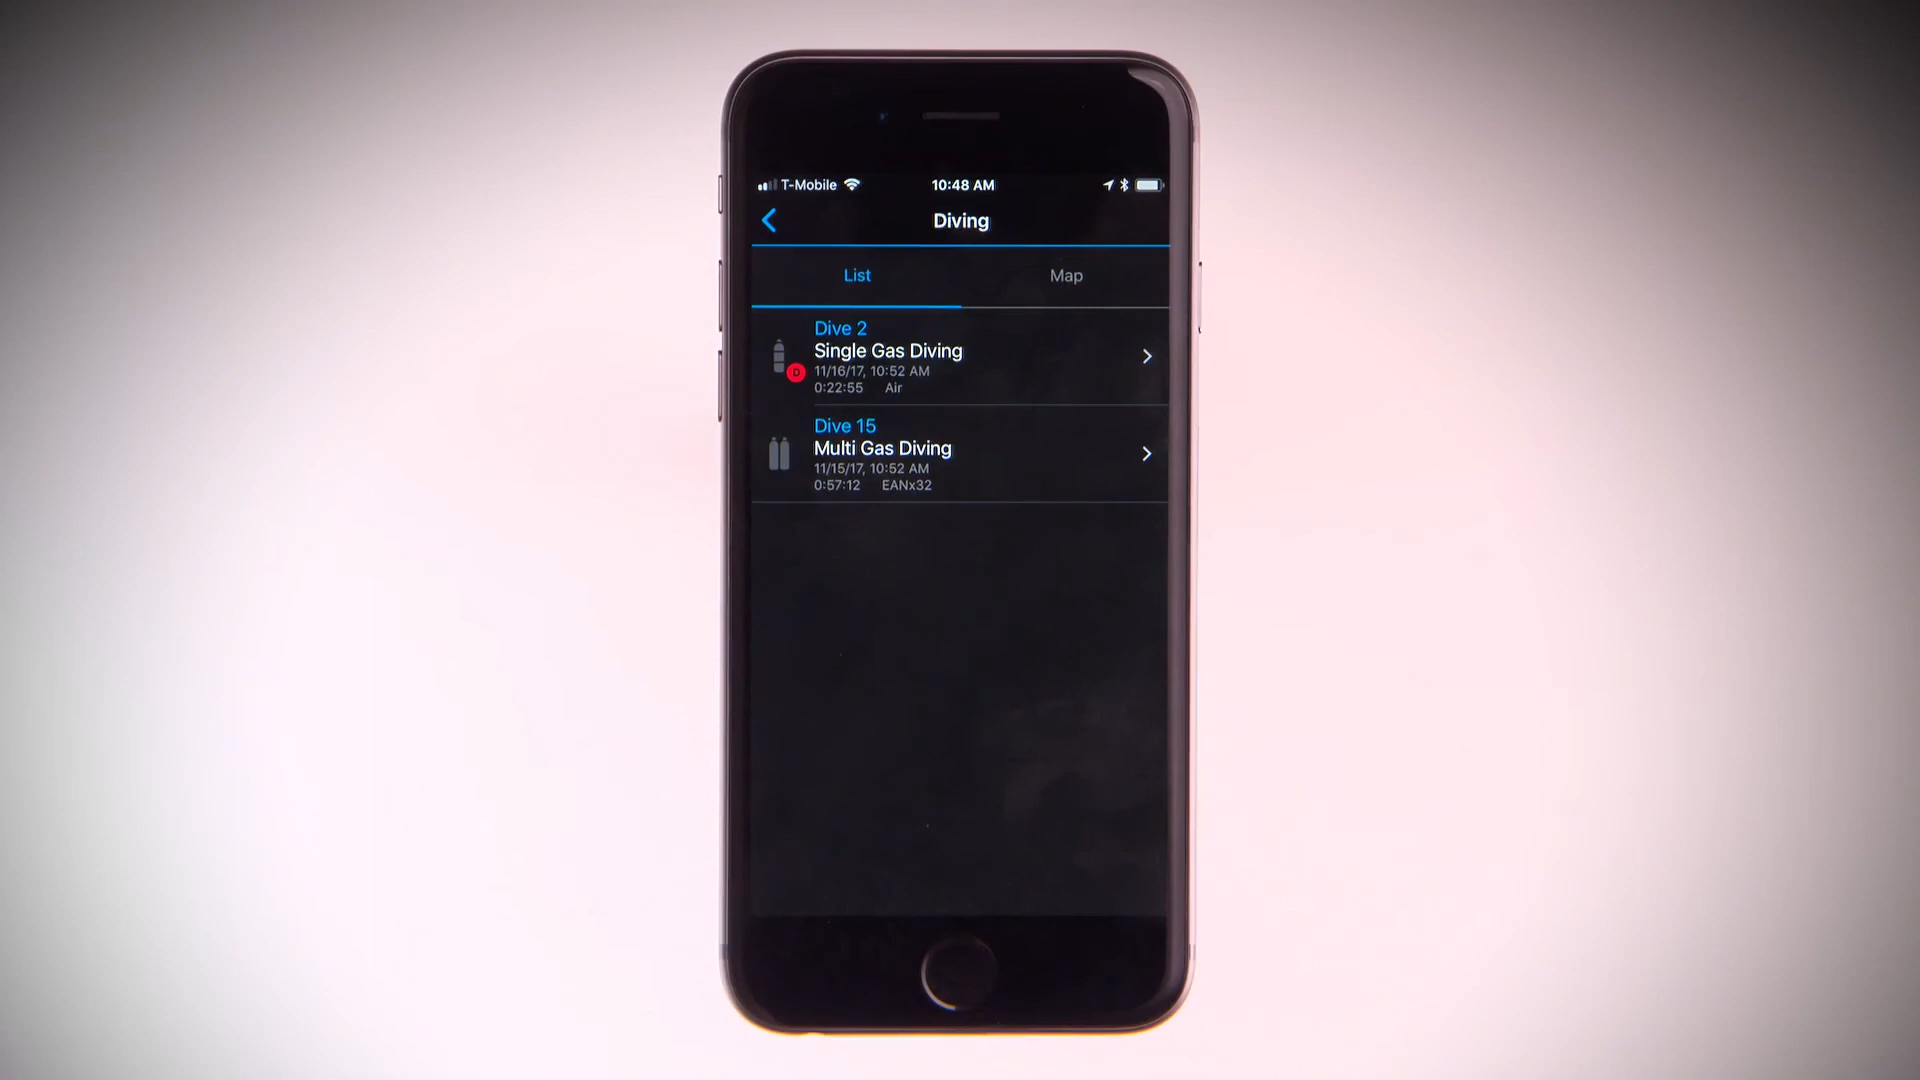 T-Mobile 10:48 AM
Diving
List Map
Dive 2
Single Gas Diving
11/16/17, 10:52 AM
0:22:55 Air
D
Dive 15
Multi Gas Diving
11/15/17, 10:52 AM
0:57:12 EANx32